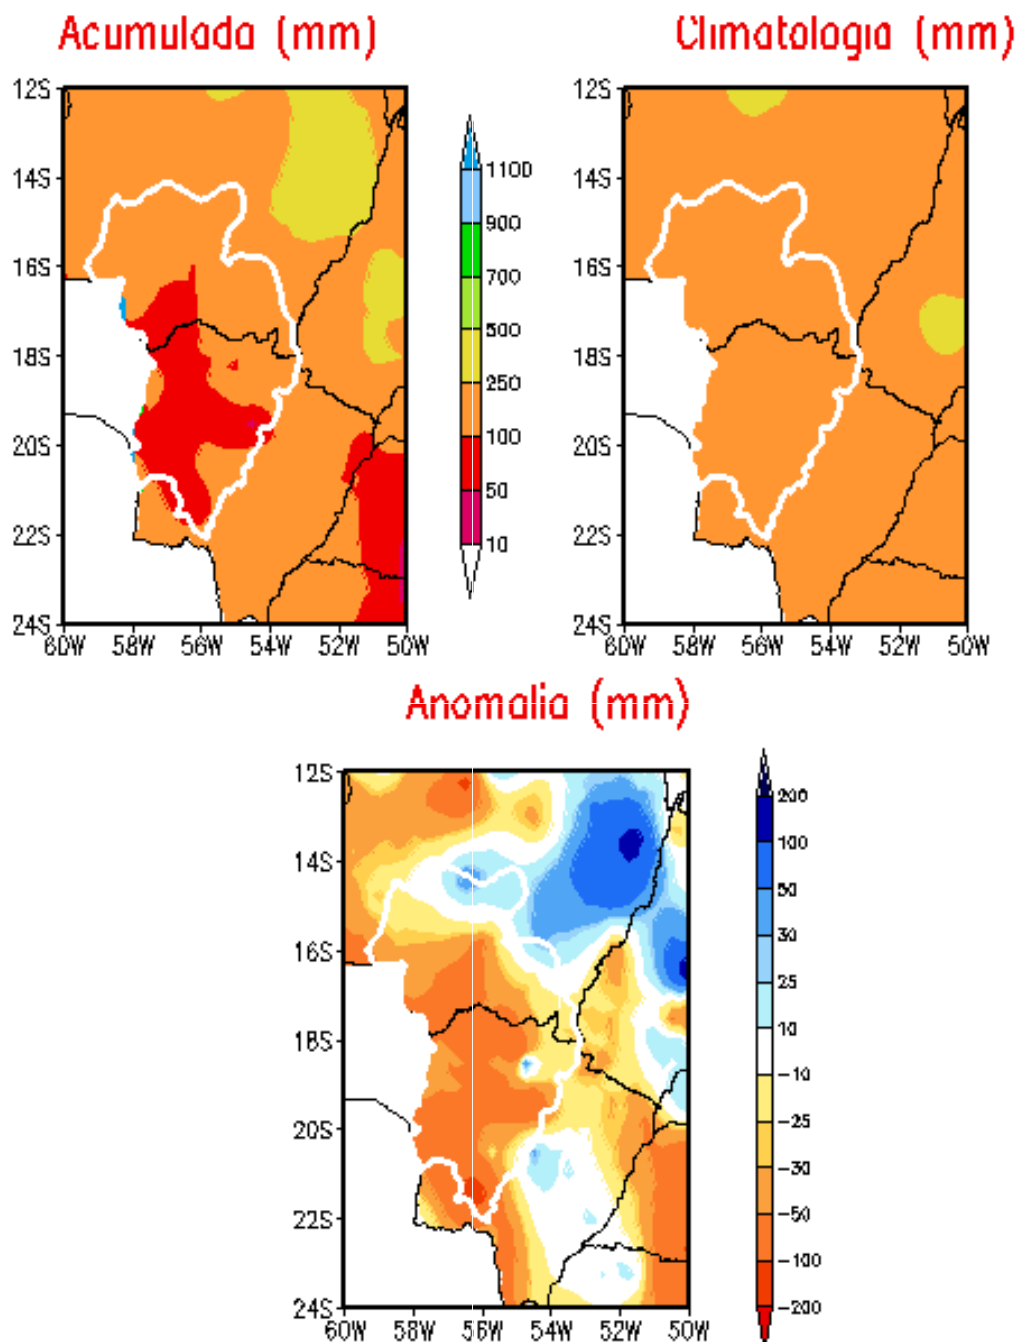 Acumulada (mm)
Climatologia (mm)
12S
14S
16S
18S
20S
22S
24S
60W 58W 56W 54W 52W 50W
1100
900
700
500
250
100
50
10
12S
14S
16S
18S
20S
22S
24S
60W 58W 56W 54W 52W 50W
Anomalia (mm)
12S
14S
16S
18S
20S
22S
24S
60W 58W 56W 54W 52W 50W
200
100
50
30
25
10
-10
-25
-30
-50
-100
-200